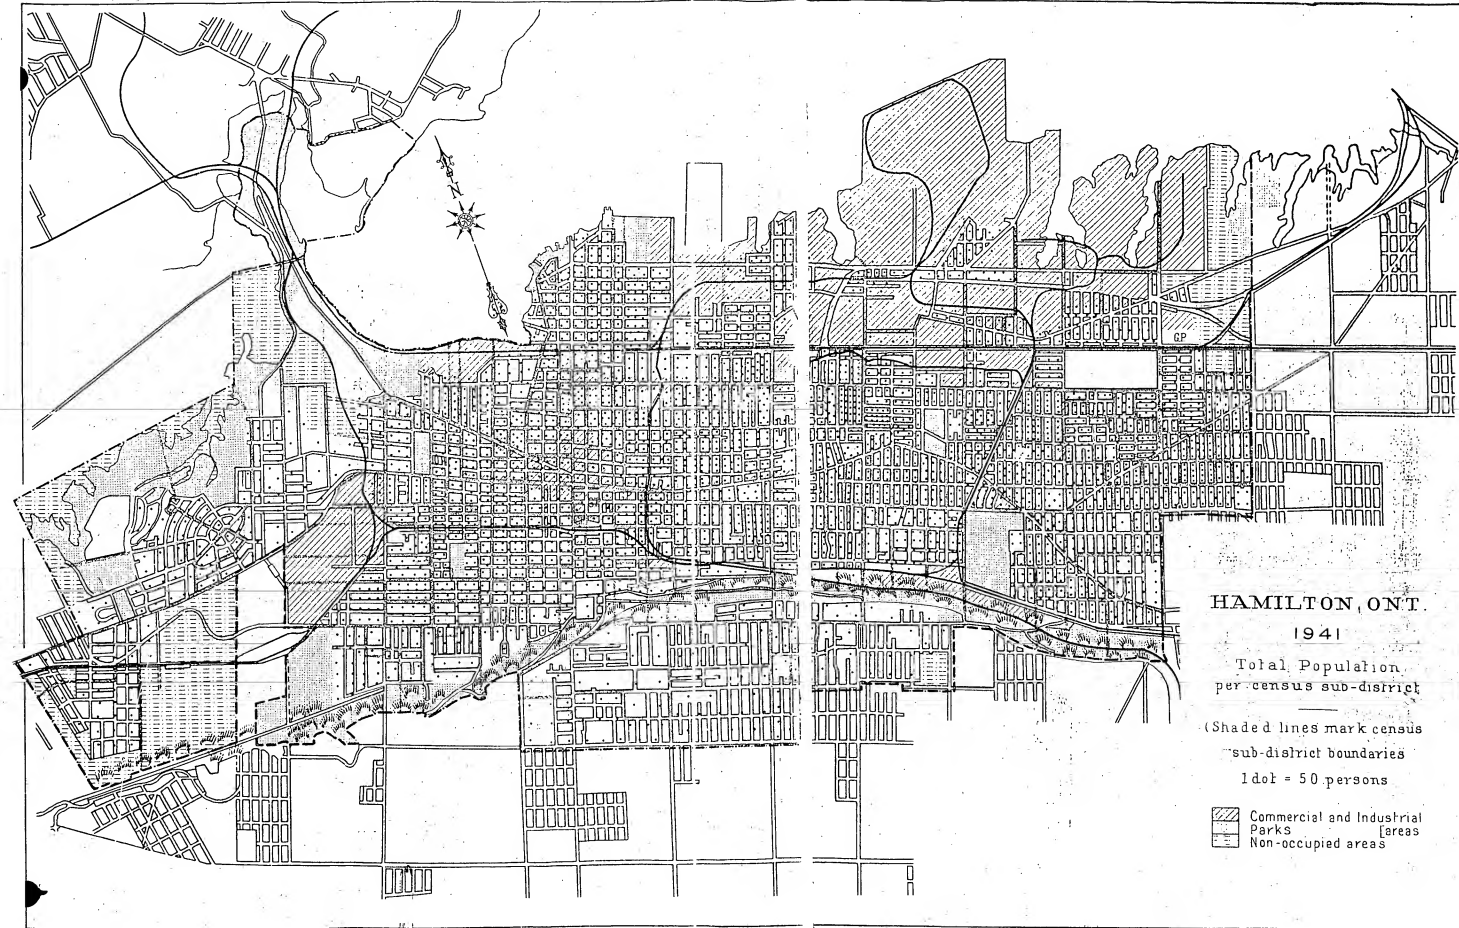 N
G.P
HAMILTON, ONT.
1941
Total Population
per census sub-district
(Shaded lines mark census
sub-district boundaries
1 dot = 50 persons
Commercial and Industrial
Parks [areas
Non-occupied areas